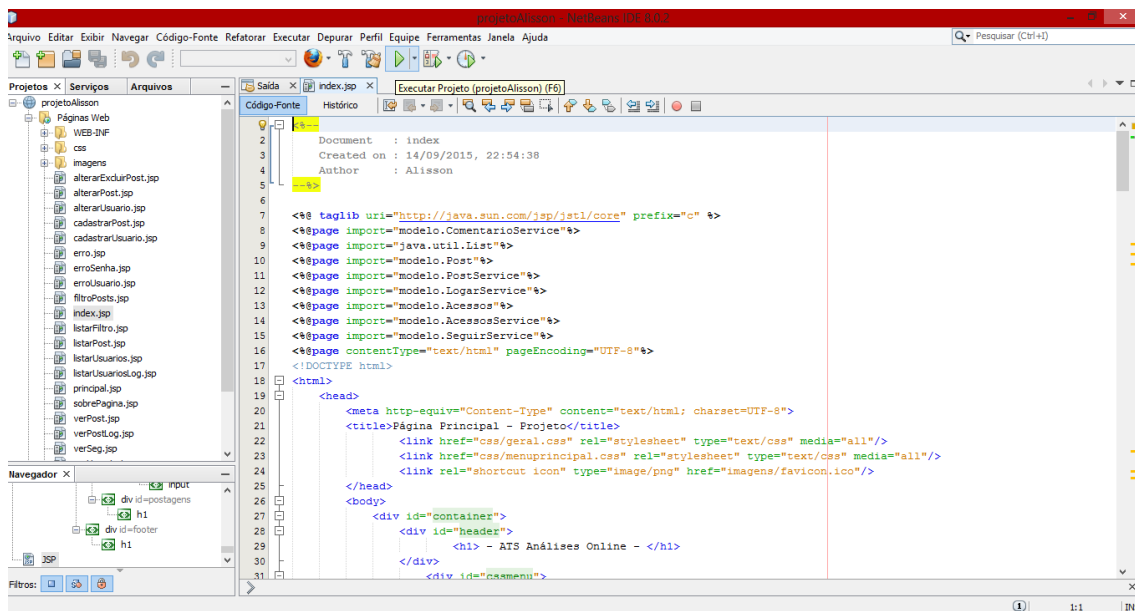 projetoAlisson - NetBeans IDE 8.0.2
Arquivo Editar Exibir Navegar Código-Fonte Refatorar Executar Depurar Perfil Equipe Ferramentas Janela Ajuda
Pesquisar (Ctrl+I)
Projetos Serviços Arquivos
Saída index.jsp
Executar Projeto (projetoAlisson) (F6)
Código-Fonte Histórico
projetoAlisson
Páginas Web
WEB-INF
css
imagens
alterarExcluirPost.jsp
alterarPost.jsp
alterarUsuario.jsp
cadastrarPost.jsp
cadastrarUsuario.jsp
erro.jsp
erroSenha.jsp
erroUsuario.jsp
filtroPosts.jsp
index.jsp
listarFiltro.jsp
listarPost.jsp
listarUsuarios.jsp
listarUsuariosLog.jsp
principal.jsp
sobrePagina.jsp
verPost.jsp
verPostLog.jsp
verSeg.jsp
Navegador
input
div id=postagens
h1
div id=footer
h1
JSP
Filtros:
<%--
2 Document : index
3 Created on : 14/09/2015, 22:54:38
4 Author : Alisson
5 --%>
6
7 <%@ taglib uri="http://java.sun.com/jsp/jstl/core" prefix="c" %>
8 <%@page import="modelo.ComentarioService"%>
9 <%@page import="java.util.List"%>
10 <%@page import="modelo.Post"%>
11 <%@page import="modelo.PostService"%>
12 <%@page import="modelo.LogarService"%>
13 <%@page import="modelo.Acessos"%>
14 <%@page import="modelo.AcessosService"%>
15 <%@page import="modelo.SeguirService"%>
16 <%@page contentType="text/html" pageEncoding="UTF-8"%>
17 <!DOCTYPE html>
18 <html>
19 <head>
20 <meta http-equiv="Content-Type" content="text/html; charset=UTF-8">
21 <title>Página Principal - Projeto</title>
22 <link href="css/geral.css" rel="stylesheet" type="text/css" media="all"/>
23 <link href="css/menuprincipal.css" rel="stylesheet" type="text/css" media="all"/>
24 <link rel="shortcut icon" type="image/png" href="imagens/favicon.ico"/>
25 </head>
26 <body>
27 <div id="container">
28 <div id="header">
29 <h1> - ATS Análises Online - </h1>
30 </div>
31 <div id="cssmenu">
1 1:1 IN